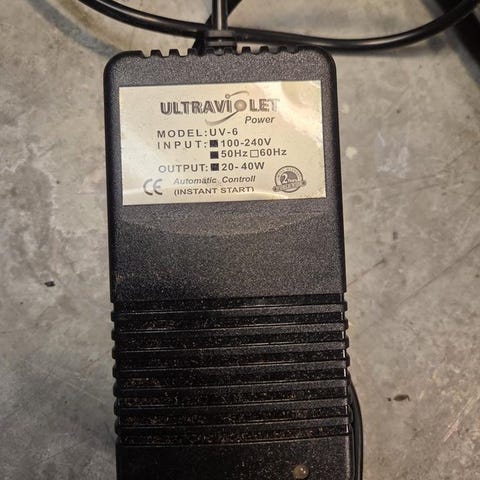 ULTRAVIOLET
Power
MODEL:UV-6
INPUT: ■100-240V
■50Hz□60Hz
OUTPUT: ■20-40W
CE Automatic Controll
(INSTANT START)